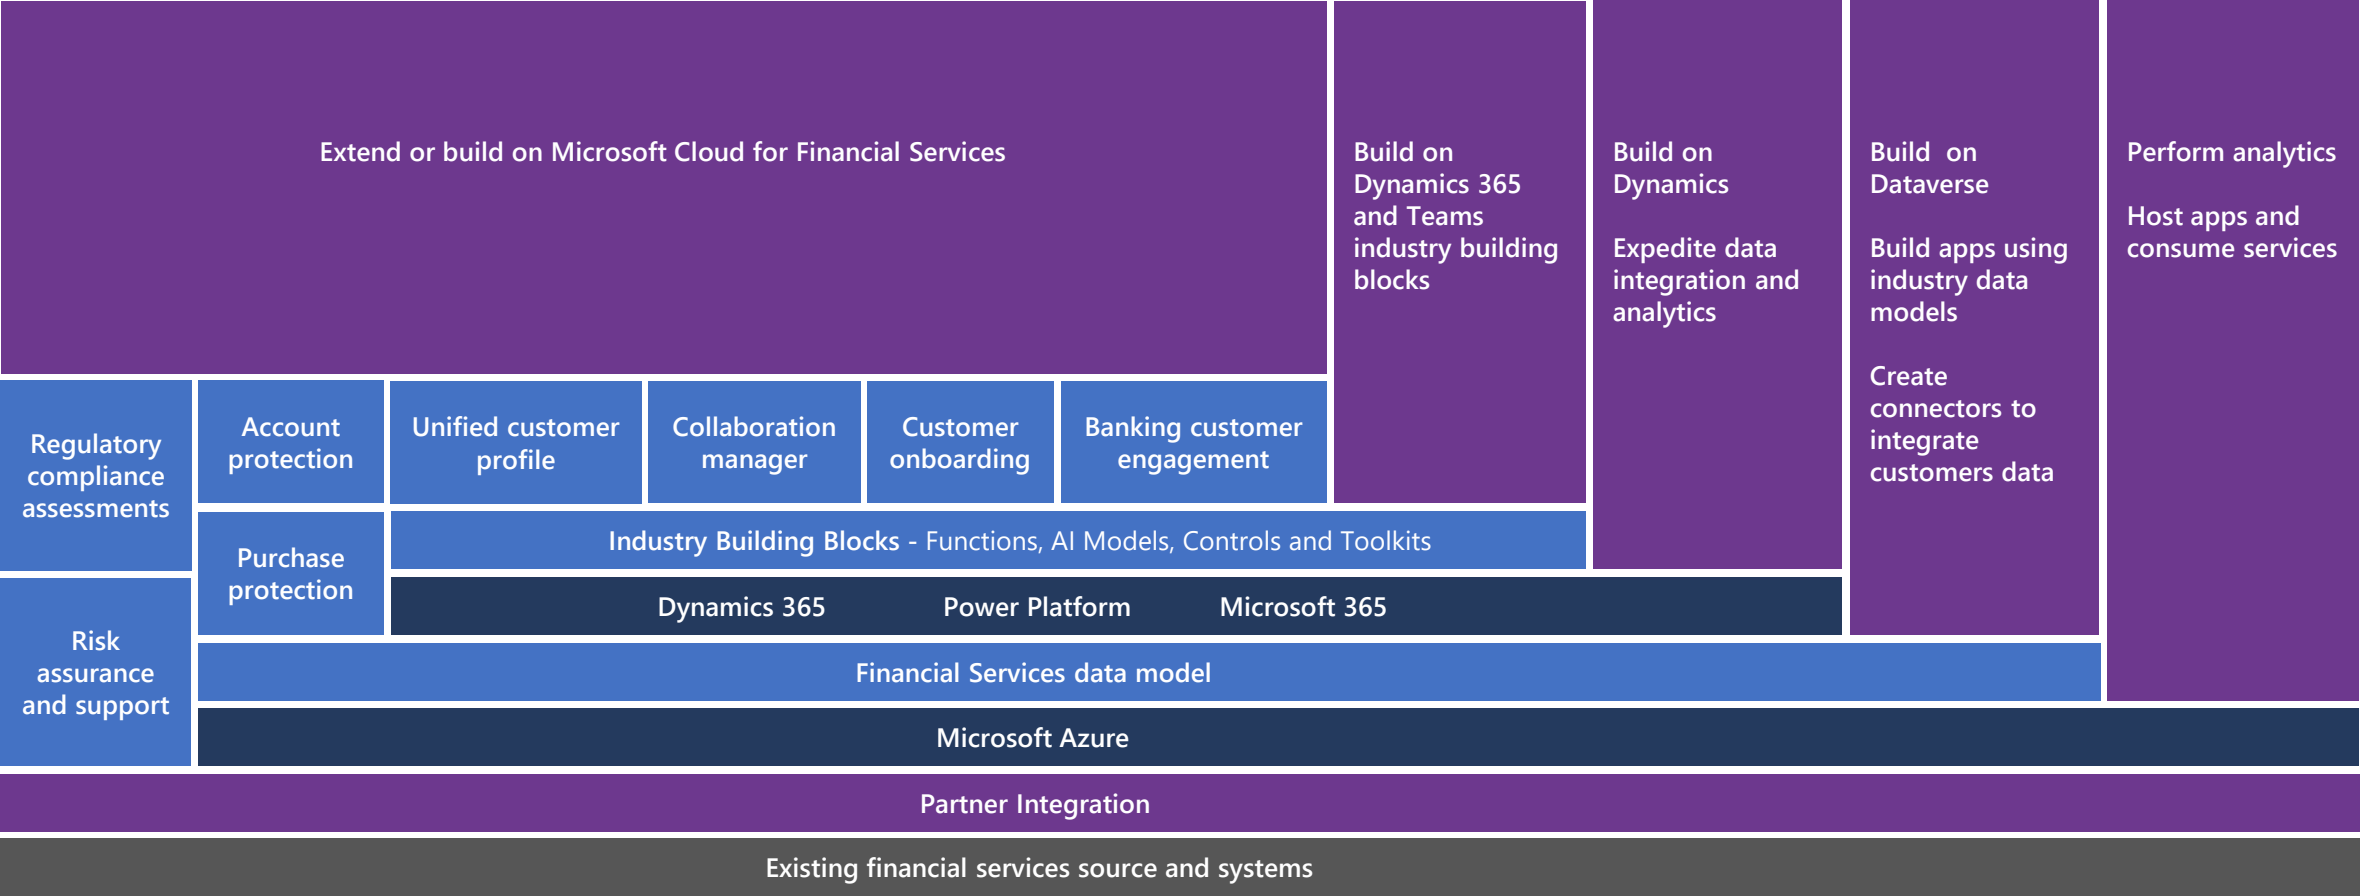 Extend or build on Microsoft Cloud for Financial Services
Build on
Dynamics 365
and Teams
industry building
blocks
Build on
Dynamics
Expedite data
integration and
analytics
Build on
Dataverse
Build apps using
industry data
models
Create
connectors to
integrate
customers data
Perform analytics
Host apps and
consume services
Regulatory
compliance
assessments
Account
protection
Unified customer
profile
Collaboration
manager
Customer
onboarding
Banking customer
engagement
Purchase
protection
Industry Building Blocks - Functions, AI Models, Controls and Toolkits
Dynamics 365
Power Platform
Microsoft 365
Risk
assurance
and support
Financial Services data model
Microsoft Azure
Partner Integration
Existing financial services source and systems